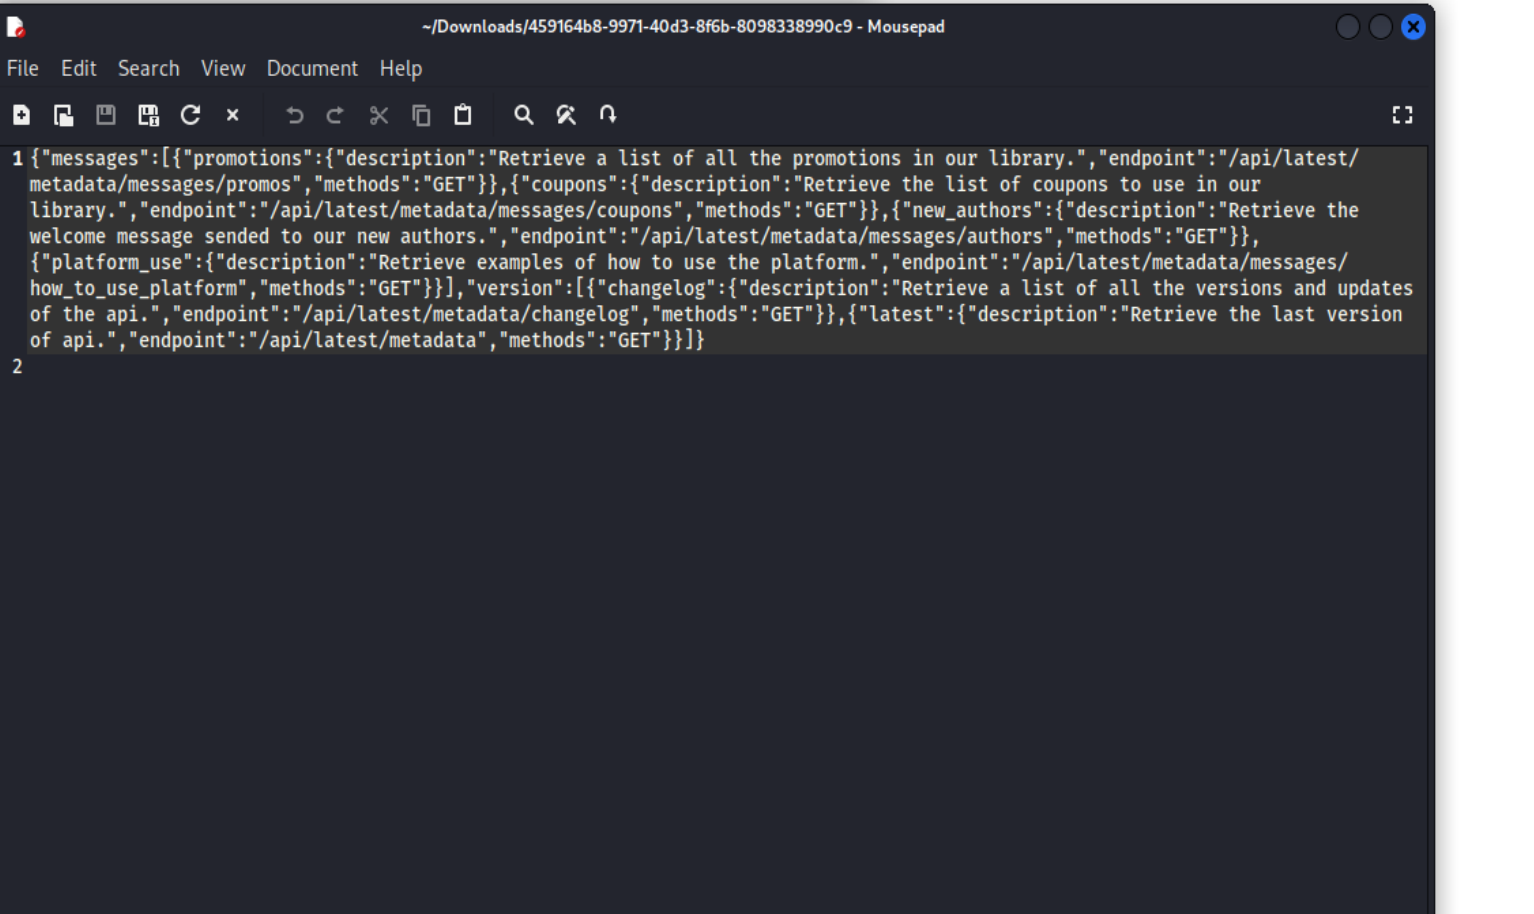 ~/Downloads/459164b8-9971-40d3-8f6b-8098338990c9 - Mousepad
File Edit Search View Document Help
1 {"messages":[{"promotions":{"description":"Retrieve a list of all the promotions in our library.","endpoint":"/api/latest/
metadata/messages/promos","methods":"GET"}},{"coupons":{"description":"Retrieve the list of coupons to use in our
library.","endpoint":"/api/latest/metadata/messages/coupons","methods":"GET"}},{"new_authors":{"description":"Retrieve the
welcome message sended to our new authors.","endpoint":"/api/latest/metadata/messages/authors","methods":"GET"}},
{"platform_use":{"description":"Retrieve examples of how to use the platform.","endpoint":"/api/latest/metadata/messages/
how_to_use_platform","methods":"GET"}}],"version":[{"changelog":{"description":"Retrieve a list of all the versions and updates
of the api.","endpoint":"/api/latest/metadata/changelog","methods":"GET"}},{"latest":{"description":"Retrieve the last version
of api.","endpoint":"/api/latest/metadata","methods":"GET"}}]}
2